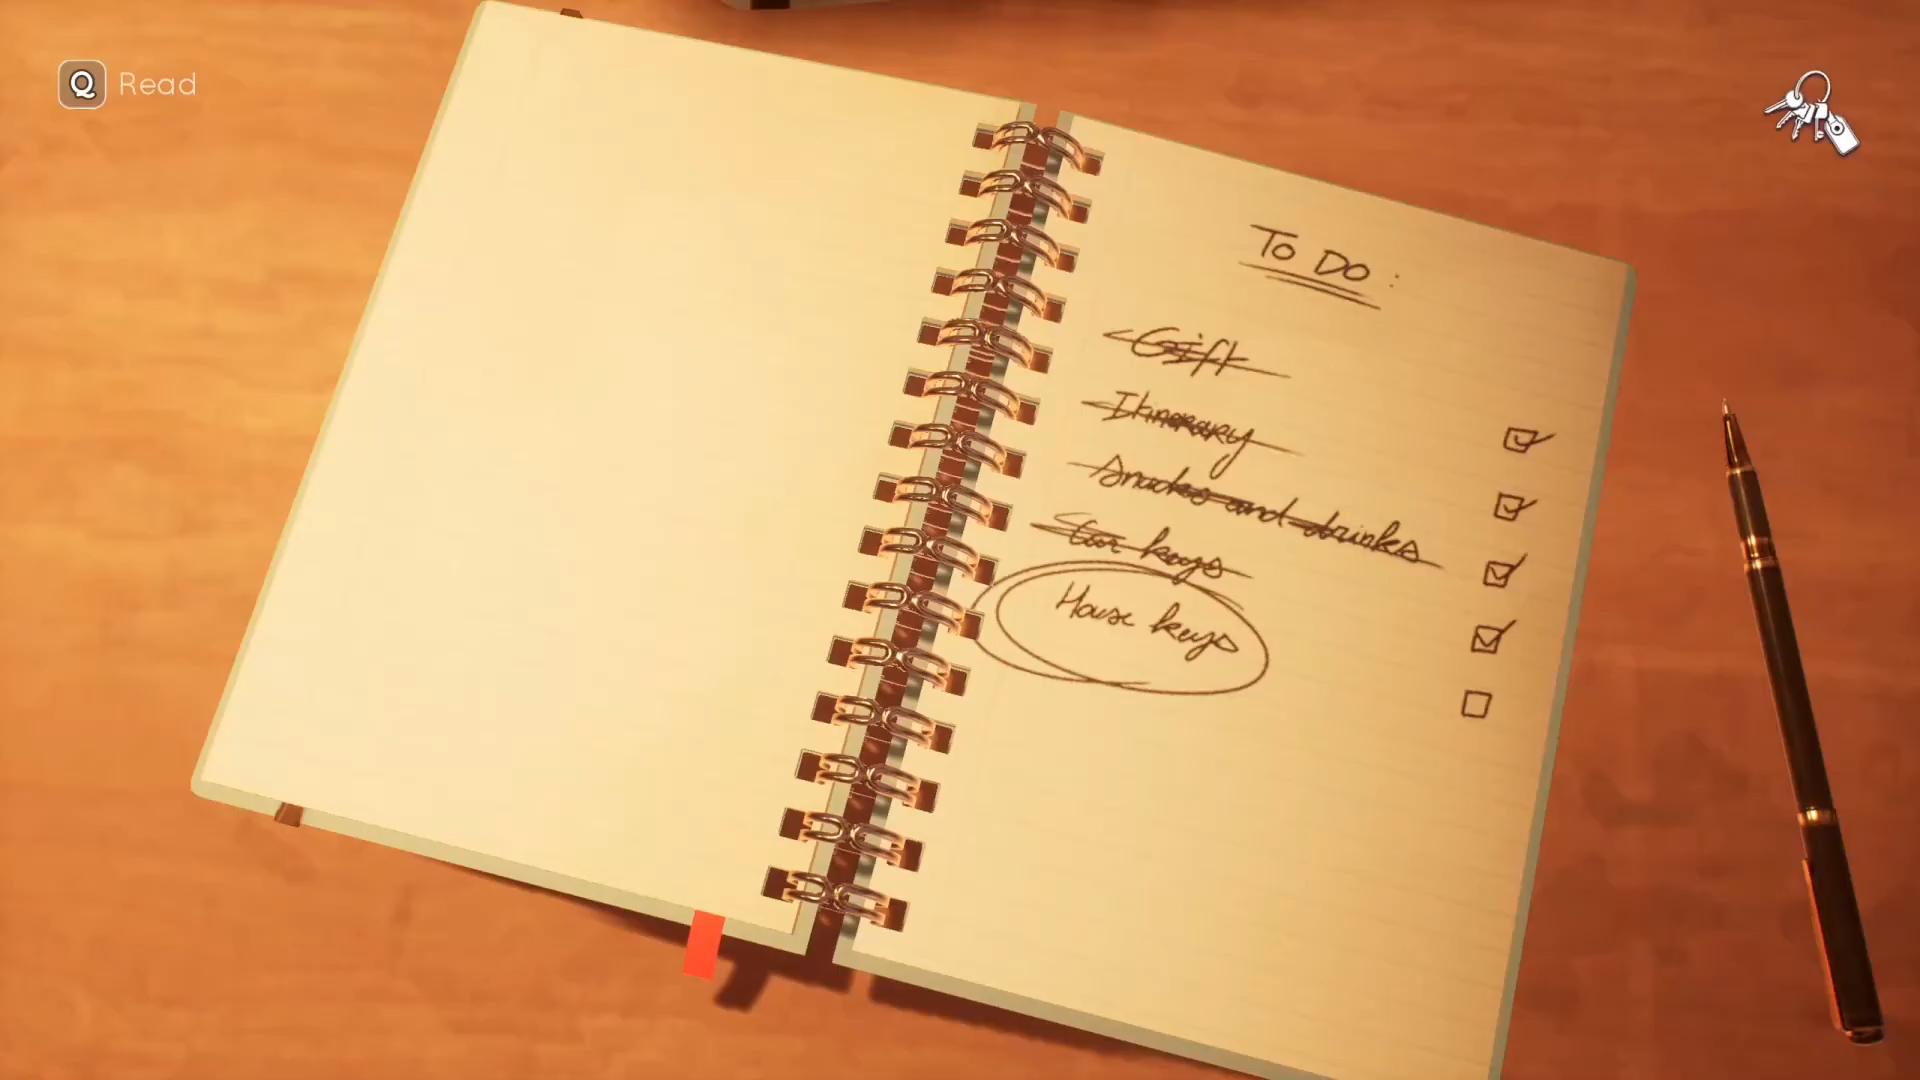 Q Read
To Do :
Gift
Itinerary
Snacks and drinks
Car keys
House keys